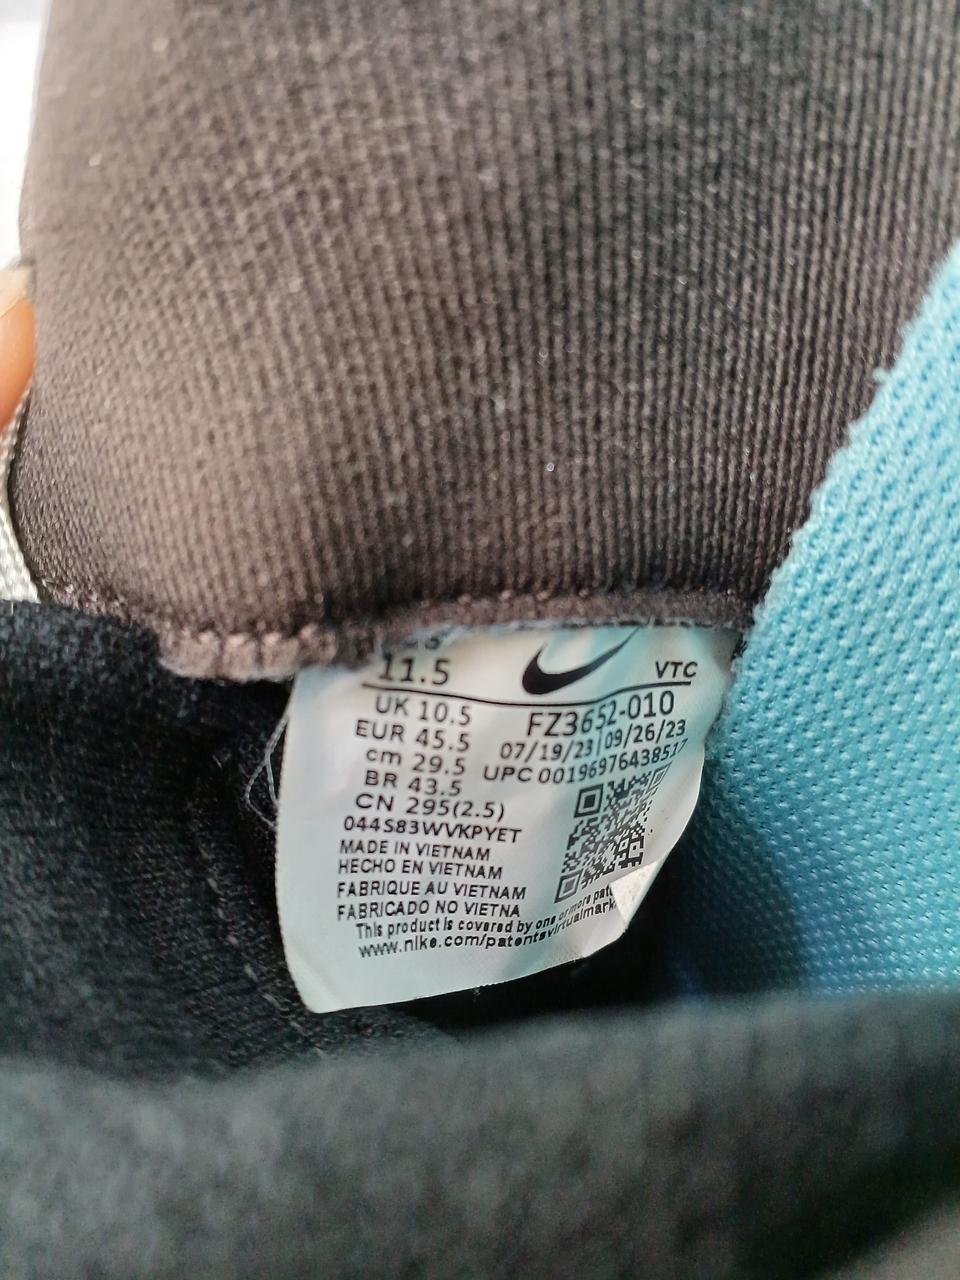 11.5
VTC
UK 10.5
FZ3652-010
EUR 45.5
07/19/23|09/26/23
cm 29.5
UPC 00196976438517
BR 43.5
CN 295(2.5)
044S83WVKPYET
MADE IN VIETNAM
HECHO EN VIETNAM
FABRIQUE AU VIETNAM
FABRICADO NO VIETNA
This product is covered by one or more
www.nike.com/patents